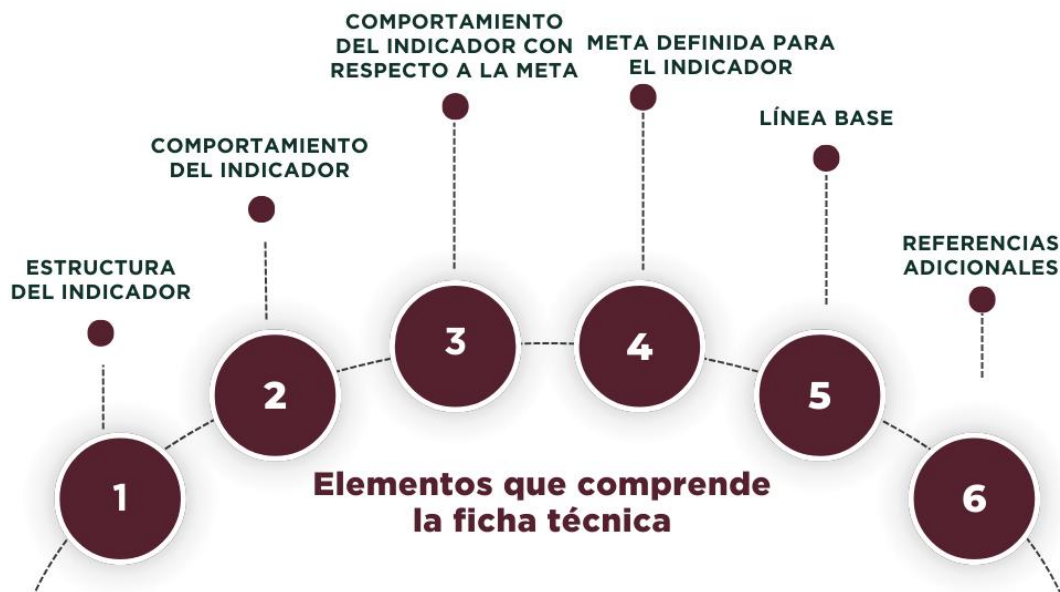 ESTRUCTURA
DEL INDICADOR
1
COMPORTAMIENTO
DEL INDICADOR
2
COMPORTAMIENTO
DEL INDICADOR CON
RESPECTO A LA META
3
META DEFINIDA PARA
EL INDICADOR
4
LÍNEA BASE
5
REFERENCIAS
ADICIONALES
6
Elementos que comprende
la ficha técnica